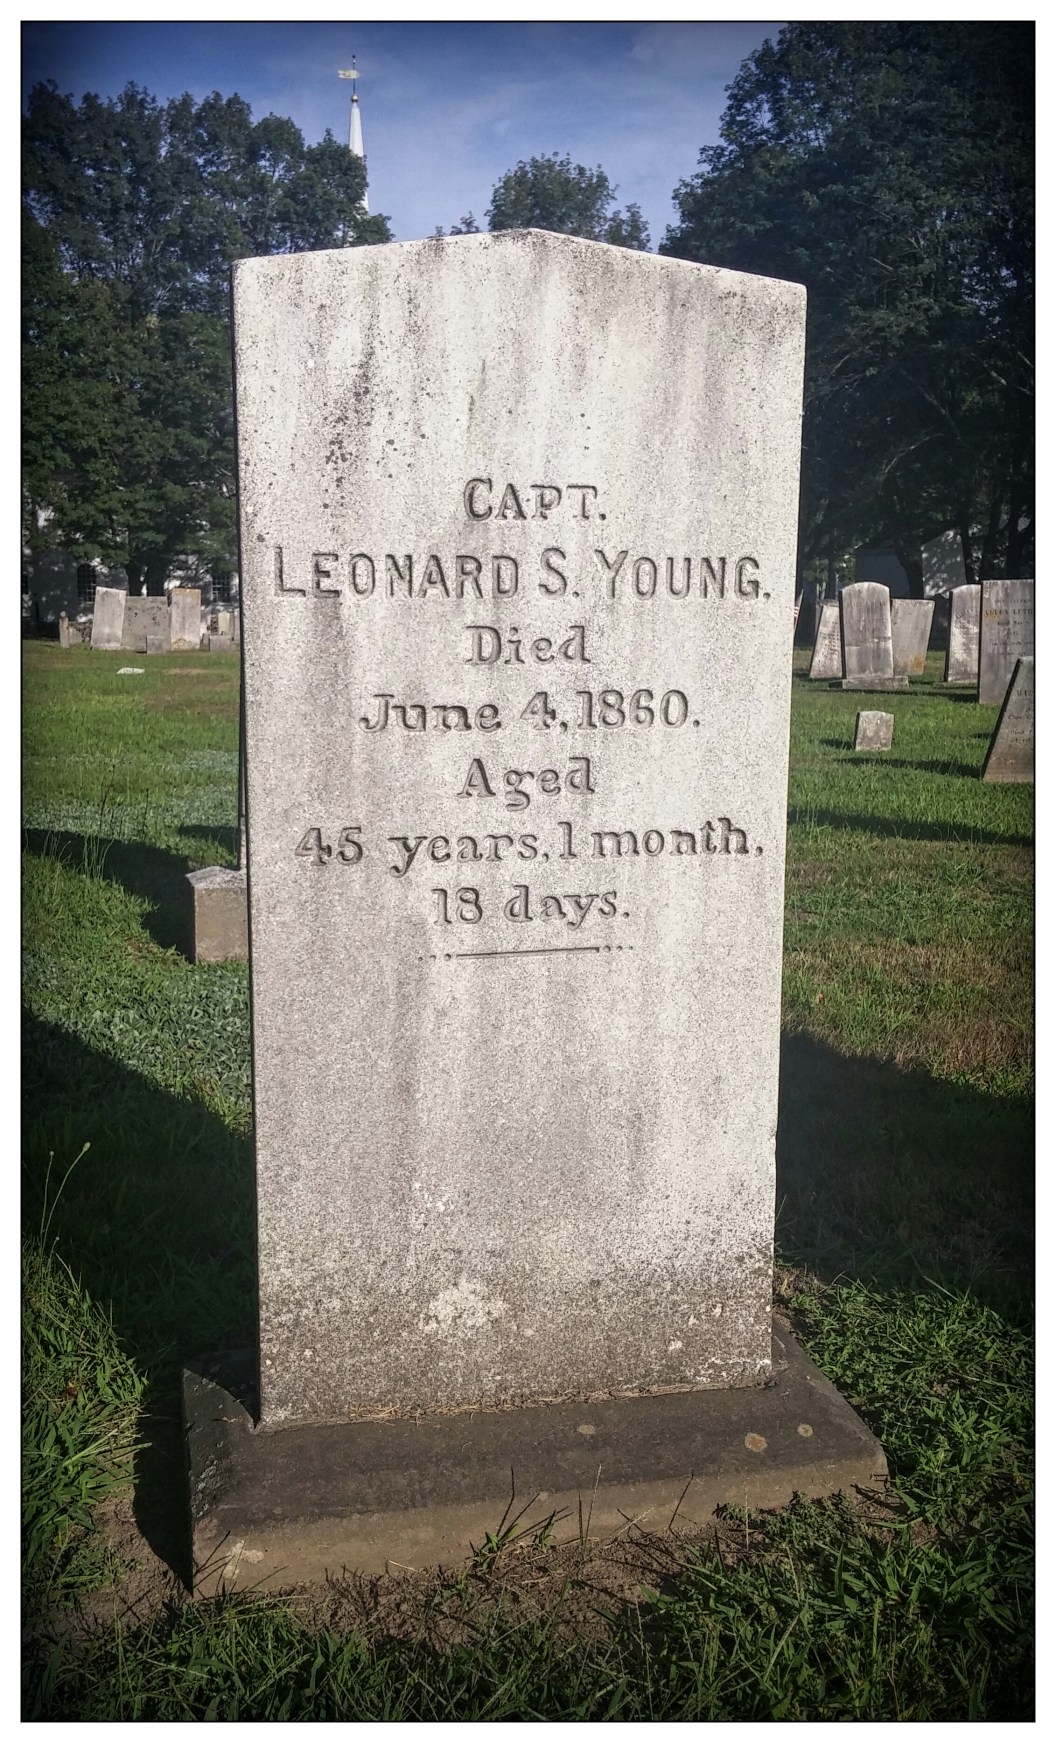 CAPT.
LEONARD S. YOUNG.
Died
June 4, 1860.
Aged
45 years, 1 month,
18 days.